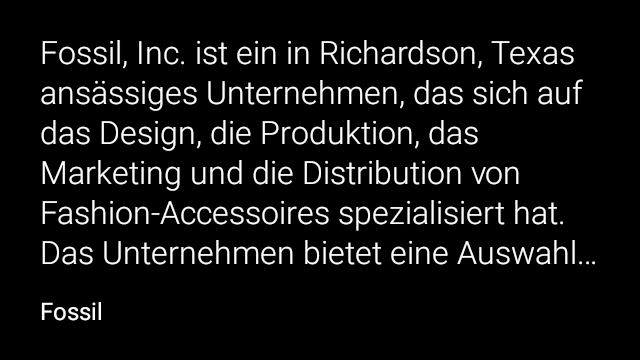 Fossil, Inc. ist ein in Richardson, Texas
ansässiges Unternehmen, das sich auf
das Design, die Produktion, das
Marketing und die Distribution von
Fashion-Accessoires spezialisiert hat.
Das Unternehmen bietet eine Auswahl...
Fossil